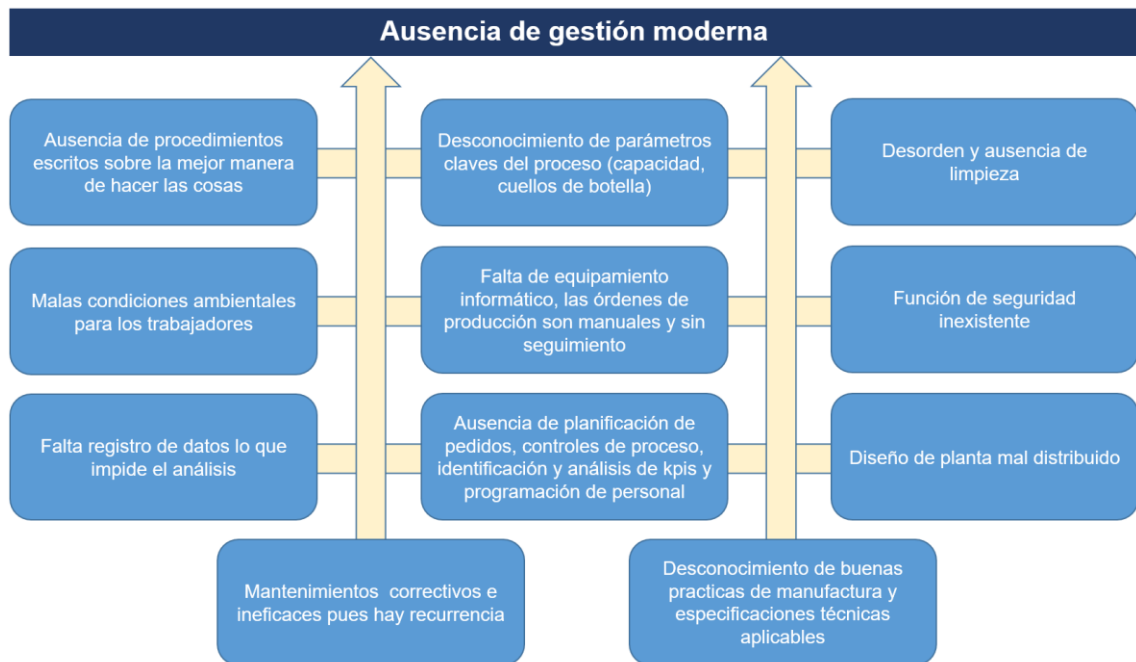 Ausencia de gestión moderna
Ausencia de procedimientos
escritos sobre la mejor manera
de hacer las cosas
Desconocimiento de parámetros
claves del proceso (capacidad,
cuellos de botella)
Desorden y ausencia de
limpieza
Malas condiciones ambientales
para los trabajadores
Falta de equipamiento
informático, las órdenes de
producción son manuales y sin
seguimiento
Función de seguridad
inexistente
Falta registro de datos lo que
impide el análisis
Ausencia de planificación de
pedidos, controles de proceso,
identificación y análisis de kpis y
programación de personal
Diseño de planta mal distribuido
Mantenimientos correctivos e
ineficaces pues hay recurrencia
Desconocimiento de buenas
practicas de manufactura y
especificaciones técnicas
aplicables